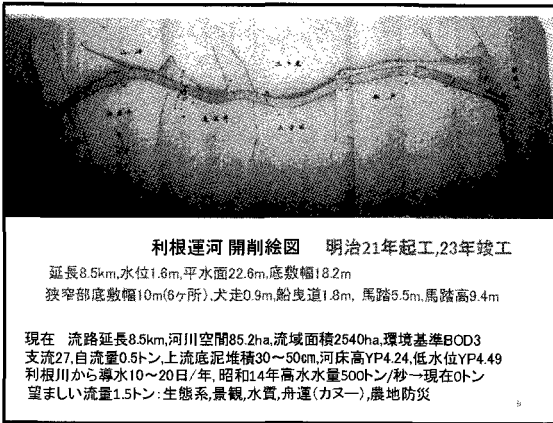 利根運河 開削絵図　明治21年起工,23年竣工
延長8.5km,水位1.6m,平水面22.6m,底敷幅18.2m
狭窄部底敷幅10m(6ヶ所),犬走0.9m,船曳道1.8m, 馬踏5.5m,馬踏高9.4m
現在　流路延長8.5km,河川空間85.2ha,流域面積2540ha,環境基準BOD3
支流27,自流量0.5トン,上流底泥堆積30～50cm,河床高YP4.24,低水位YP4.49
利根川から導水10～20日/年,昭和14年高水水量500トン/秒→現在0トン
望ましい流量1.5トン:生態系,景観,水質,舟運(カヌー),農地防災